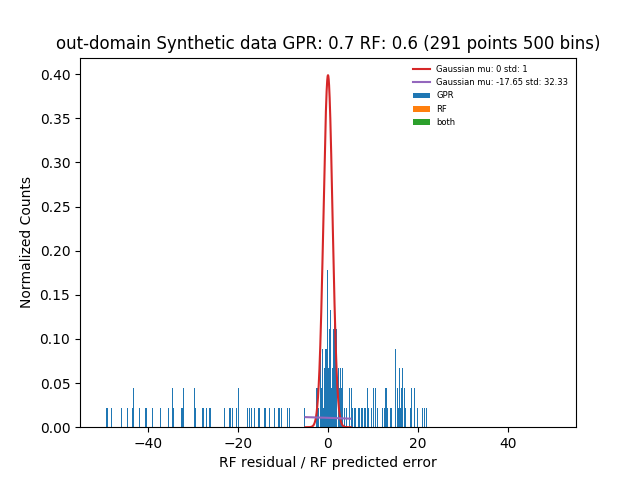 out-domain Synthetic data GPR: 0.7 RF: 0.6 (291 points 500 bins)
Gaussian mu: 0 std: 1
Gaussian mu: -17.65 std: 32.33
GPR
RF
both
Normalized Counts
0.40
0.35
0.30
0.25
0.20
0.15
0.10
0.05
0.00
−40 −20 0 20 40
RF residual / RF predicted error